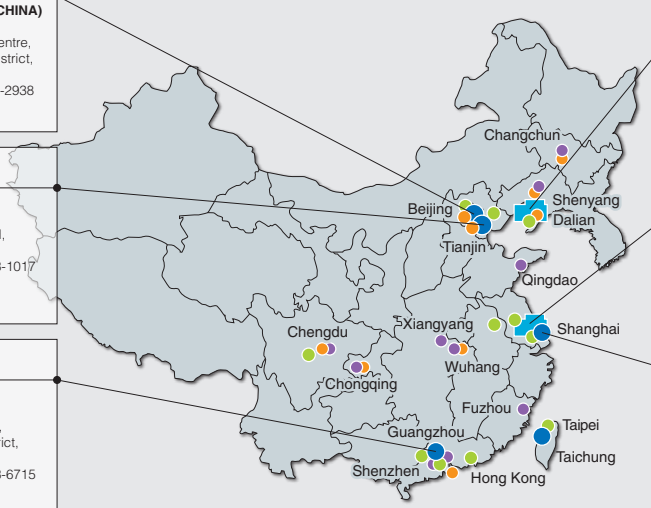 CHINA)
entre,
strict,
-2938
-1017
rict,
-6715
Changchun
Shenyang
Dalian
Beijing
Tianjin
Qingdao
Shanghai
Xiangyang
Wuhang
Chengdu
Chongqing
Fuzhou
Guangzhou
Taipei
Taichung
Shenzhen
Hong Kong